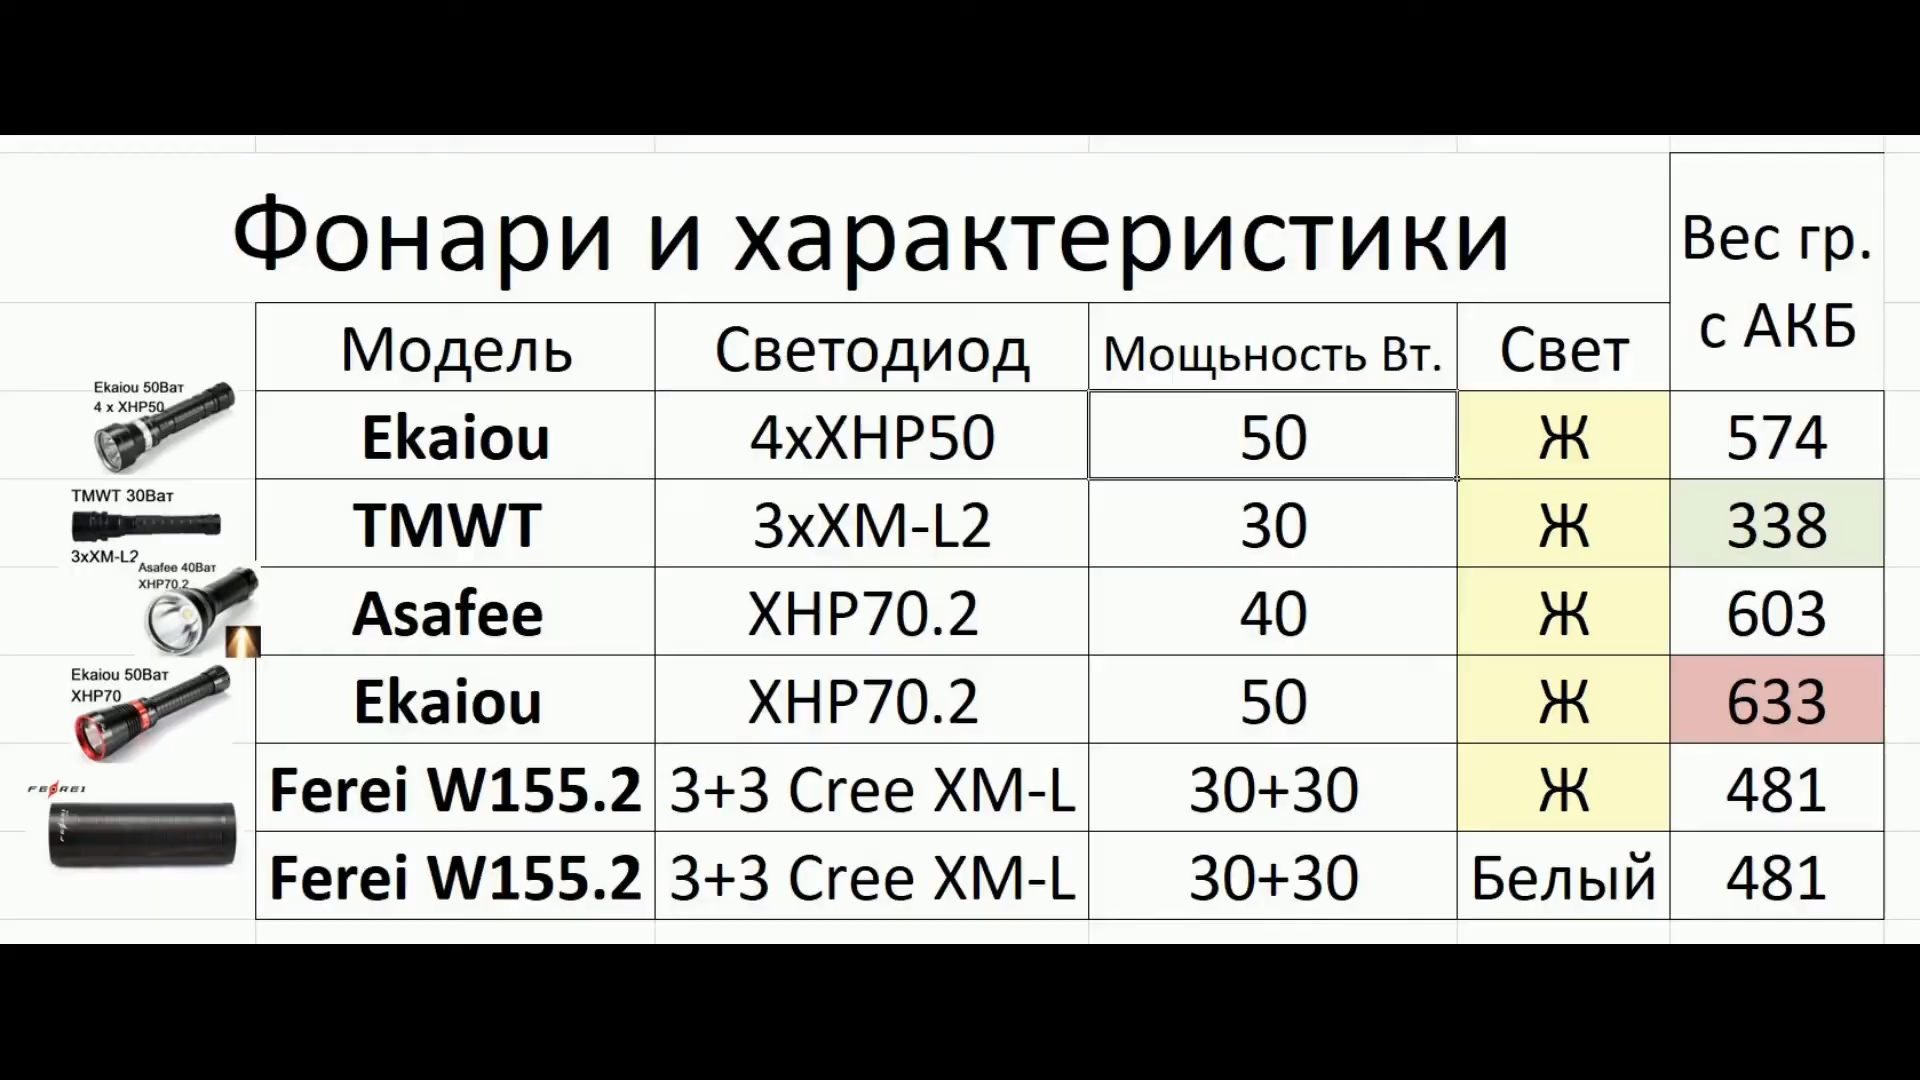 Фонари и характеристики
Вес гр.
с АКБ
Модель Светодиод Мощьность Вт. Свет
Ekaiou 50Ват
4 x XHP50
Ekaiou 4xXHP50 50 Ж 574
TMWT 30Ват
3xXM-L2
TMWT 3xXM-L2 30 Ж 338
Asafee 40Ват
XHP70.2
Asafee XHP70.2 40 Ж 603
Ekaiou 50Ват
XHP70
Ekaiou XHP70.2 50 Ж 633
FEREI
Ferei W155.2 3+3 Cree XM-L 30+30 Ж 481
Ferei W155.2 3+3 Cree XM-L 30+30 Белый 481